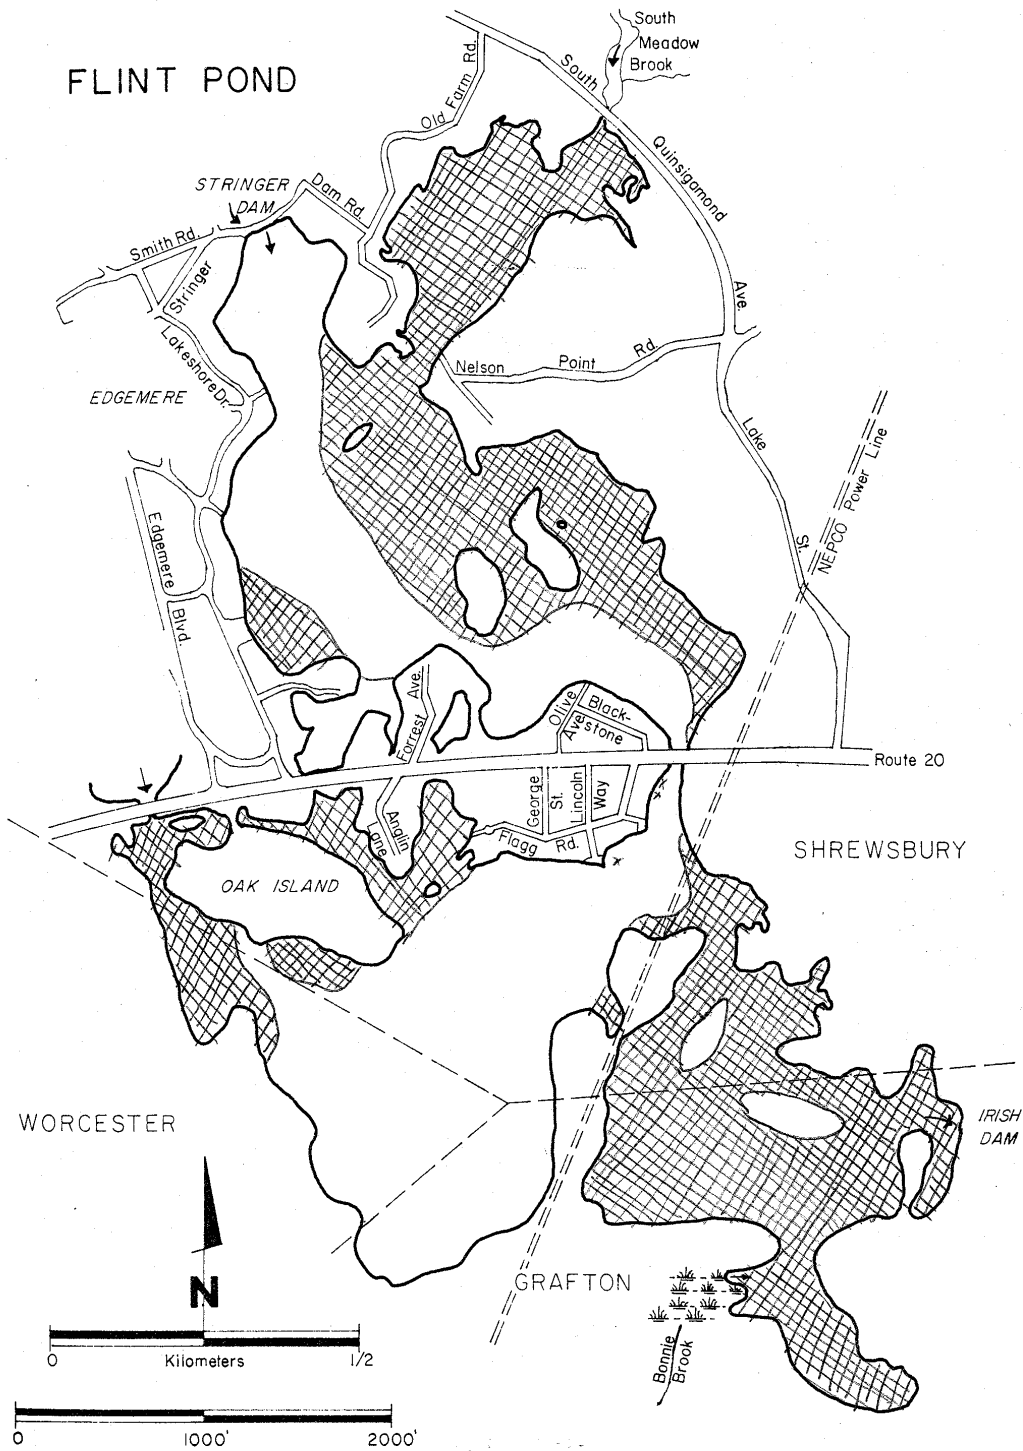 FLINT POND
South
Meadow
Brook
South
Quinsigamond
Ave.
Old Farm Rd.
STRINGER
DAM
Dam Rd.
Smith Rd.
Stringer
Lakeshore Dr.
EDGEMERE
Nelson Point Rd.
Lake
St.
NEPCO Power Line
Edgemere
Blvd.
Forrest Ave.
Olive
Ave.
Black-
stone
Route 20
George
St.
Lincoln
Way
Anglin
Lane
Flagg Rd.
OAK ISLAND
SHREWSBURY
WORCESTER
IRISH
DAM
GRAFTON
Bonnie
Brook
N
0 1/2
Kilometers
0 1000' 2000'